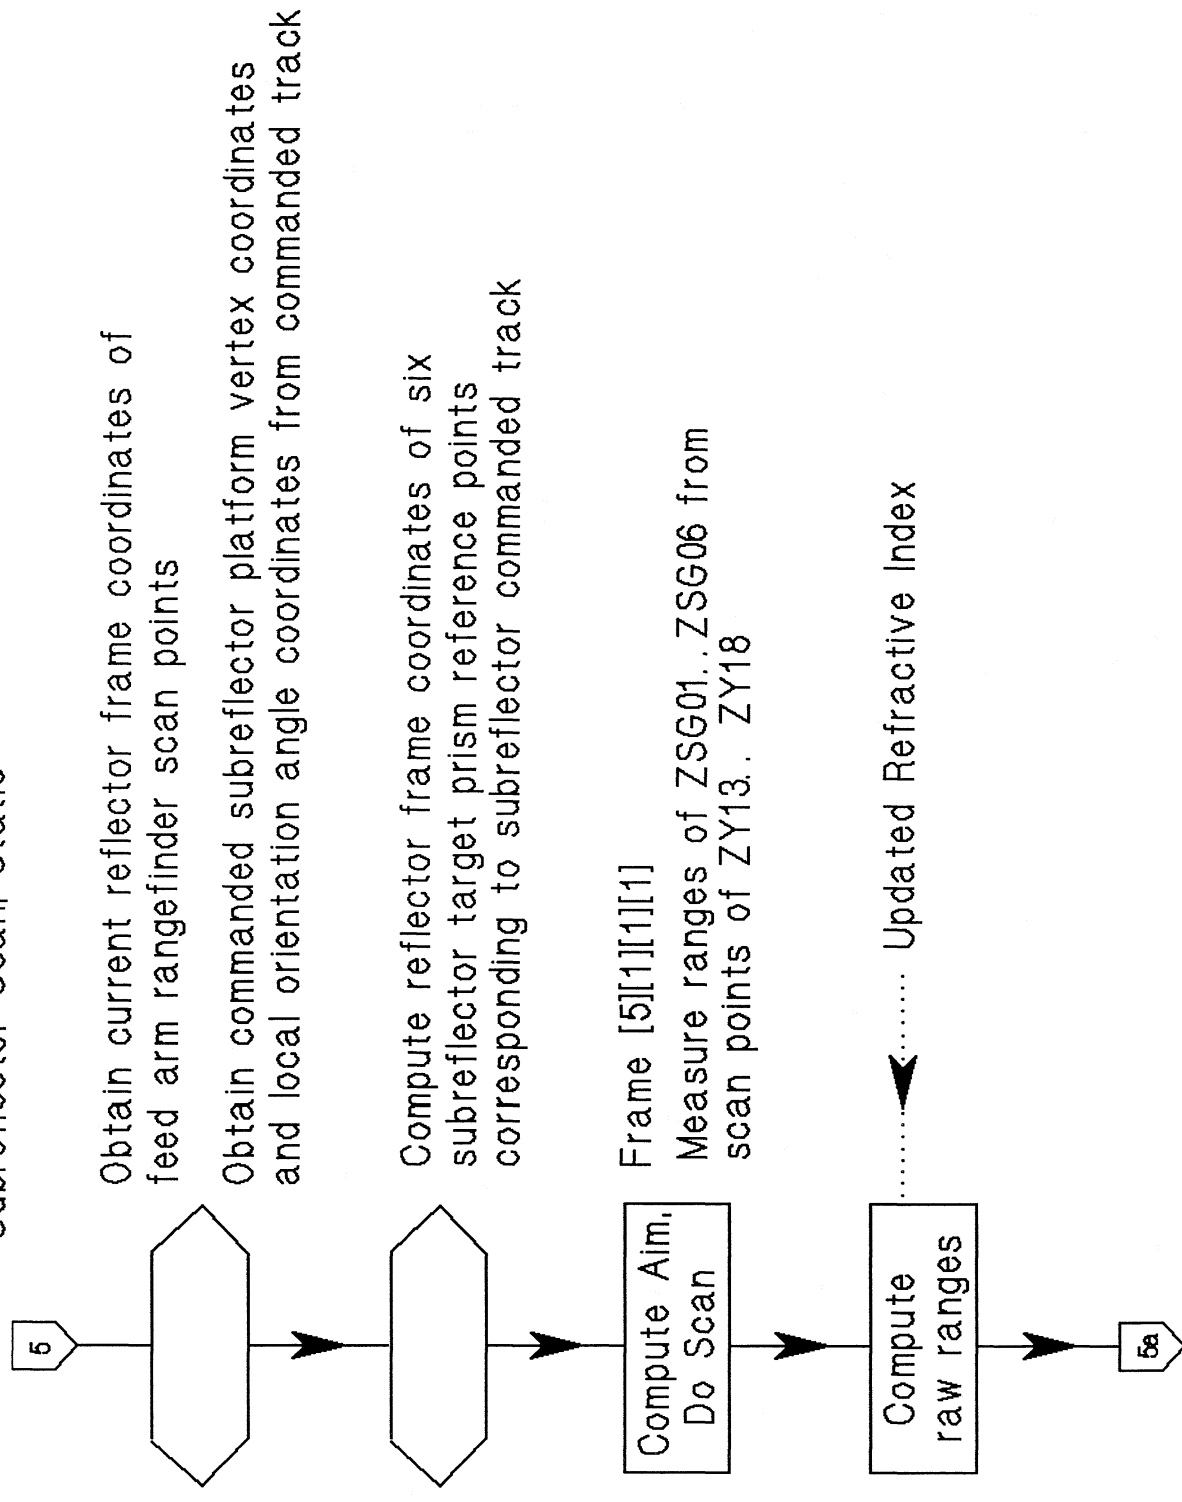 5
Obtain current reflector frame coordinates of
feed arm rangefinder scan points
Obtain commanded subreflector platform vertex coordinates
and local orientation angle coordinates from commanded track
Compute reflector frame coordinates of six
subreflector target prism reference points
corresponding to subreflector commanded track
Compute Aim,
Do Scan
Frame [5][1][1][1]
Measure ranges of ZSG01..ZSG06 from
scan points of ZY13.. ZY18
Compute
raw ranges
Updated Refractive Index
5a